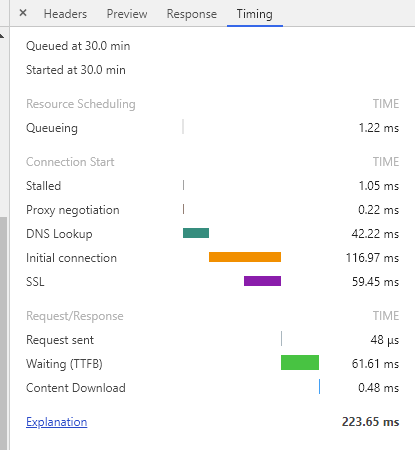 × Headers Preview Response Timing
Queued at 30.0 min
Started at 30.0 min
Resource Scheduling TIME
Queueing 1.22 ms
Connection Start TIME
Stalled 1.05 ms
Proxy negotiation 0.22 ms
DNS Lookup 42.22 ms
Initial connection 116.97 ms
SSL 59.45 ms
Request/Response TIME
Request sent 48 μs
Waiting (TTFB) 61.61 ms
Content Download 0.48 ms
Explanation 223.65 ms